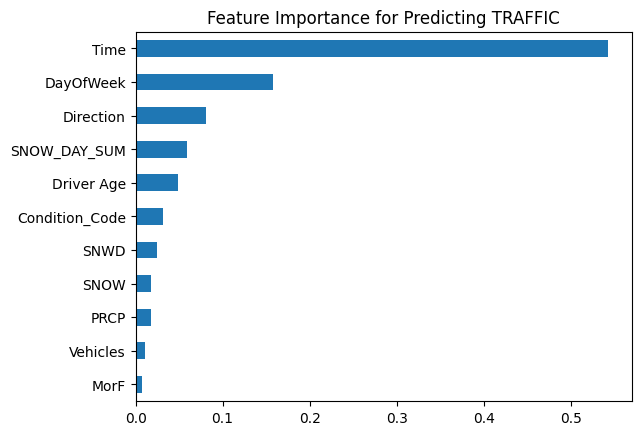 Feature Importance for Predicting TRAFFIC
Time
DayOfWeek
Direction
SNOW_DAY_SUM
Driver Age
Condition_Code
SNWD
SNOW
PRCP
Vehicles
MorF
0.0 0.1 0.2 0.3 0.4 0.5